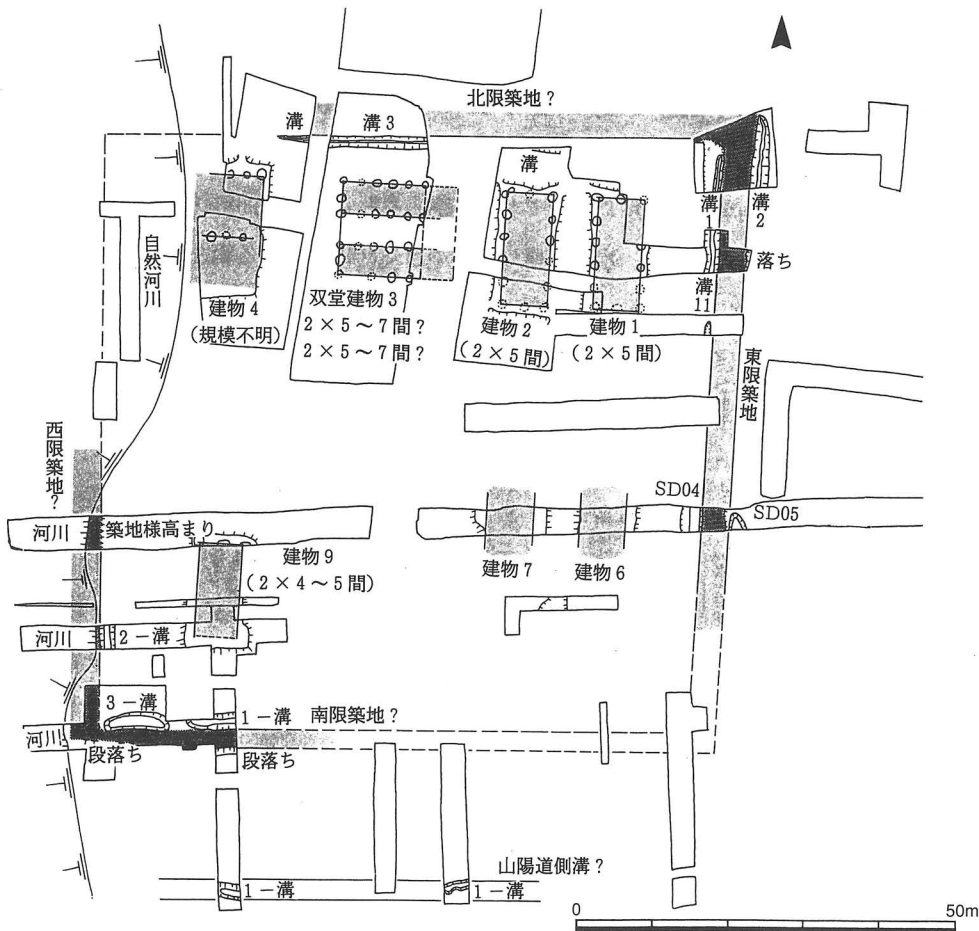 北限築地？
溝
溝3
溝
溝1
溝2
落ち
溝11
自然河川
建物4
(規模不明)
双堂建物3
2×5～7間？
2×5～7間？
建物2
(2×5間)
建物1
(2×5間)
東限築地
西限築地？
SD04
SD05
河川
築地様高まり
建物9
(2×4～5間)
建物7
建物6
河川
2－溝
3－溝
1－溝
南限築地？
河川
段落ち
段落ち
山陽道側溝？
1－溝
1－溝
0
50m